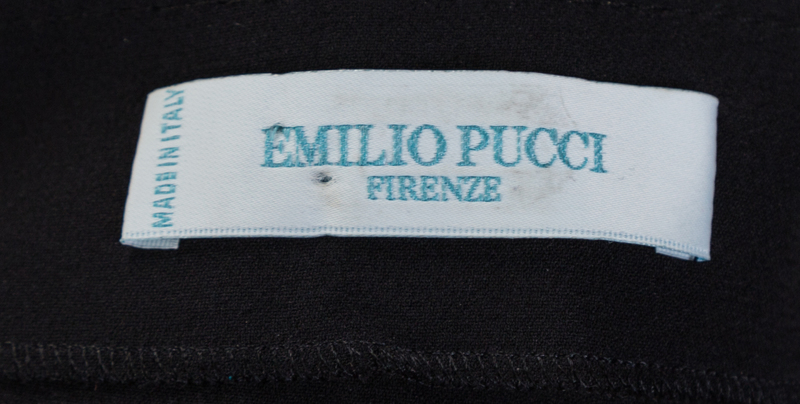 MADE IN ITALY
EMILIO PUCCI
FIRENZE